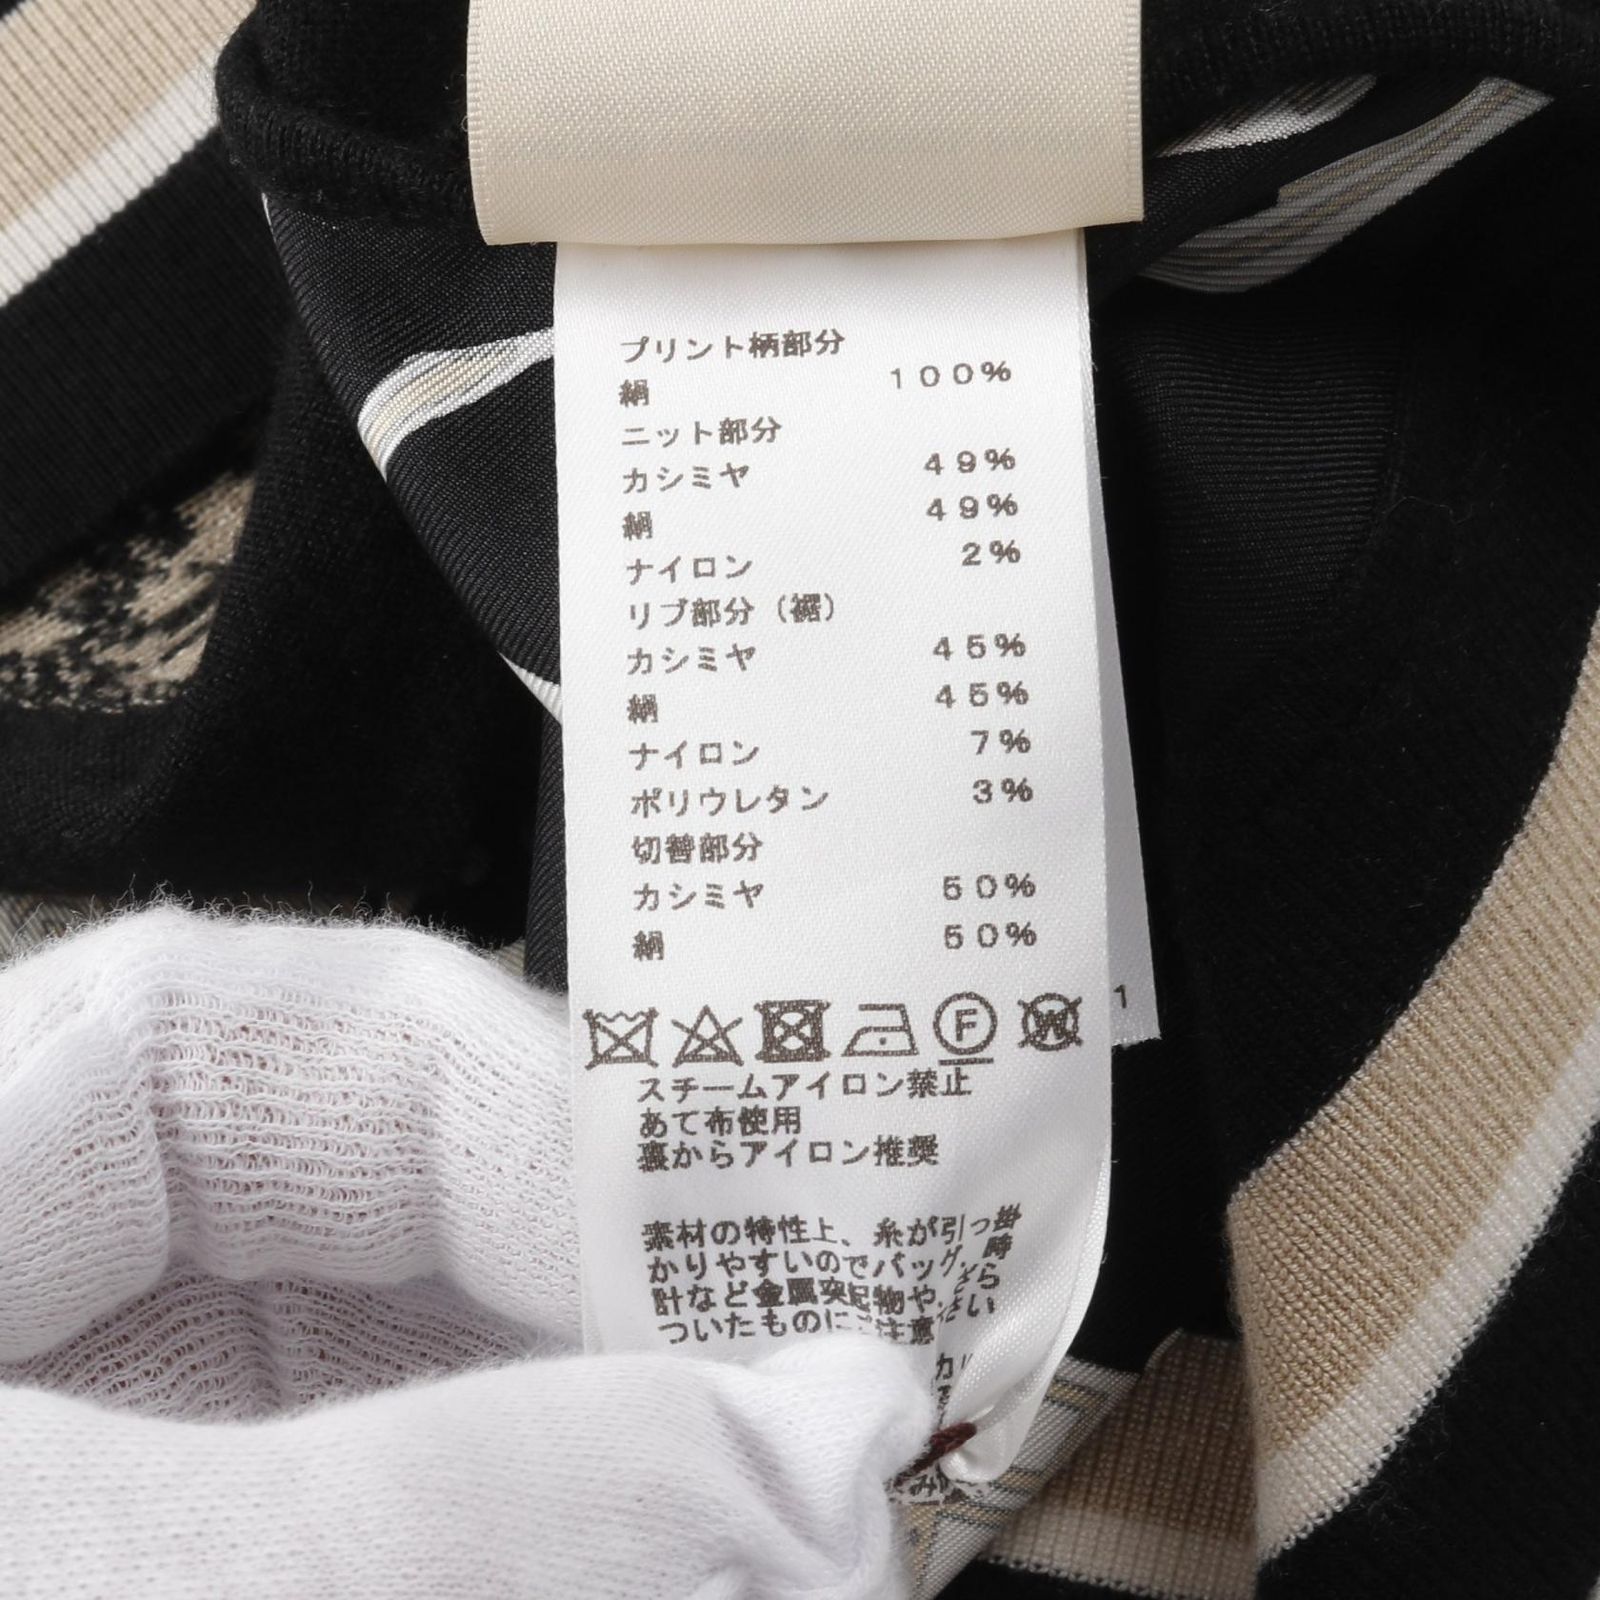 プリント柄部分
絹 100%
ニット部分
カシミヤ 49%
絹 49%
ナイロン 2%
リブ部分（裾）
カシミヤ 45%
絹 45%
ナイロン 7%
ポリウレタン 3%
切替部分
カシミヤ 50%
絹 50%
F W
1
スチームアイロン禁止
あて布使用
裏からアイロン推奨
素材の特性上、糸が引っ掛
かりやすいのでバッグ、時
計など金属突起物や、ざら
ついたものにご注意